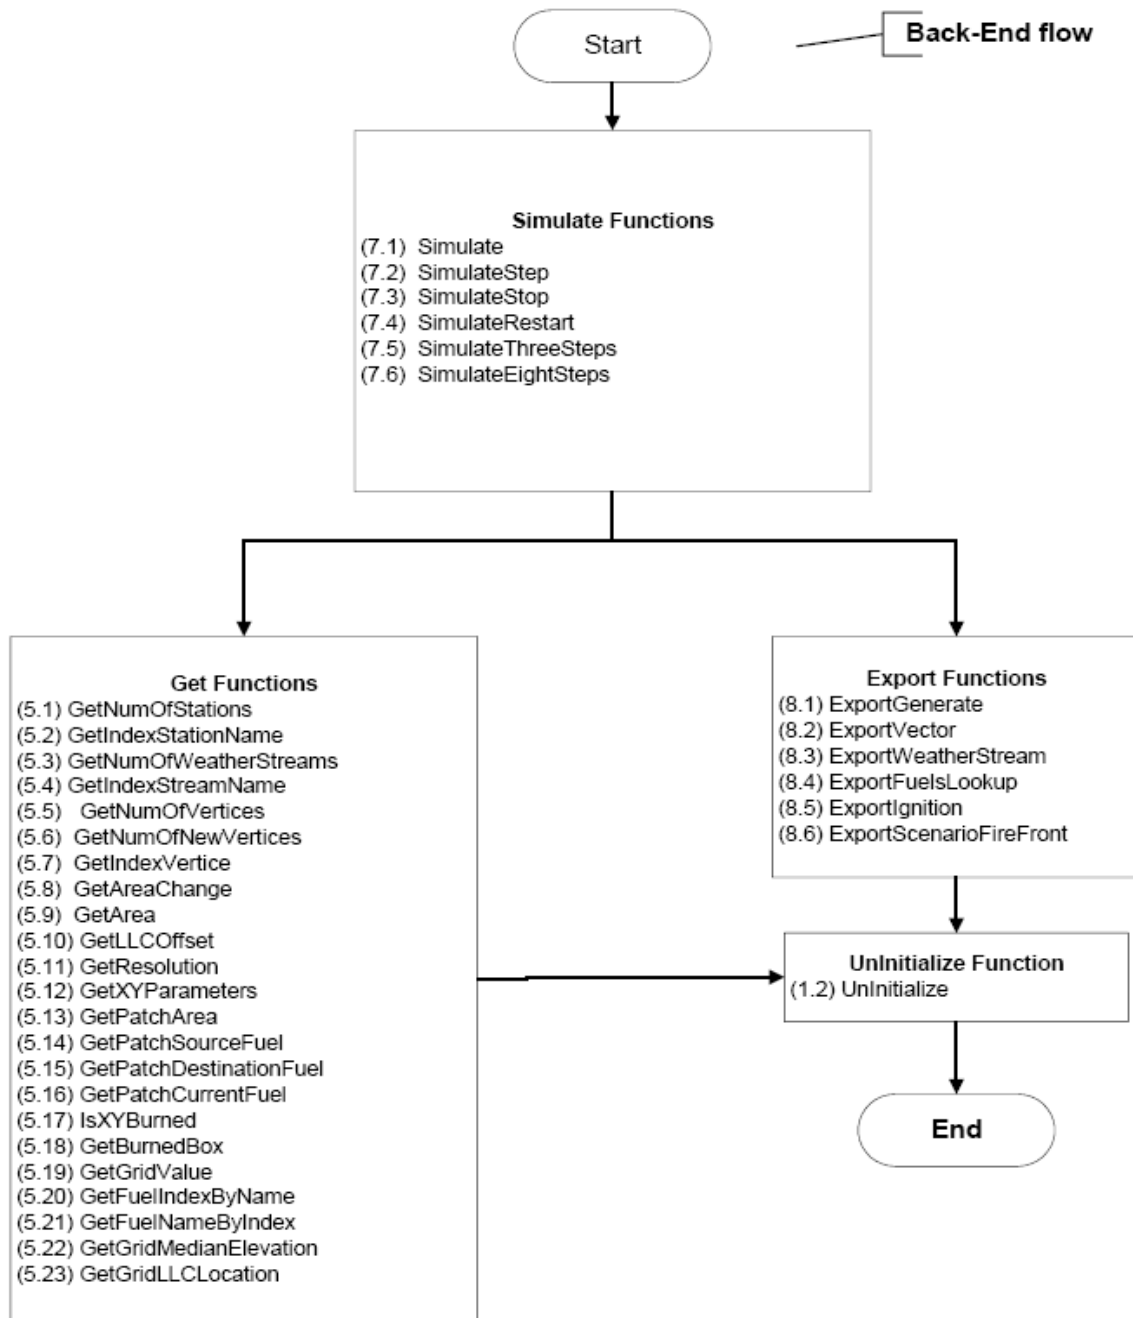 Start
Back-End flow
Simulate Functions
(7.1) Simulate
(7.2) SimulateStep
(7.3) SimulateStop
(7.4) SimulateRestart
(7.5) SimulateThreeSteps
(7.6) SimulateEightSteps
Get Functions
(5.1) GetNumOfStations
(5.2) GetIndexStationName
(5.3) GetNumOfWeatherStreams
(5.4) GetIndexStreamName
(5.5) GetNumOfVertices
(5.6) GetNumOfNewVertices
(5.7) GetIndexVertice
(5.8) GetAreaChange
(5.9) GetArea
(5.10) GetLLCOffset
(5.11) GetResolution
(5.12) GetXYParameters
(5.13) GetPatchArea
(5.14) GetPatchSourceFuel
(5.15) GetPatchDestinationFuel
(5.16) GetPatchCurrentFuel
(5.17) IsXYBurned
(5.18) GetBurnedBox
(5.19) GetGridValue
(5.20) GetFuelIndexByName
(5.21) GetFuelNameByIndex
(5.22) GetGridMedianElevation
(5.23) GetGridLLCLocation
Export Functions
(8.1) ExportGenerate
(8.2) ExportVector
(8.3) ExportWeatherStream
(8.4) ExportFuelsLookup
(8.5) ExportIgnition
(8.6) ExportScenarioFireFront
UnInitialize Function
(1.2) UnInitialize
End